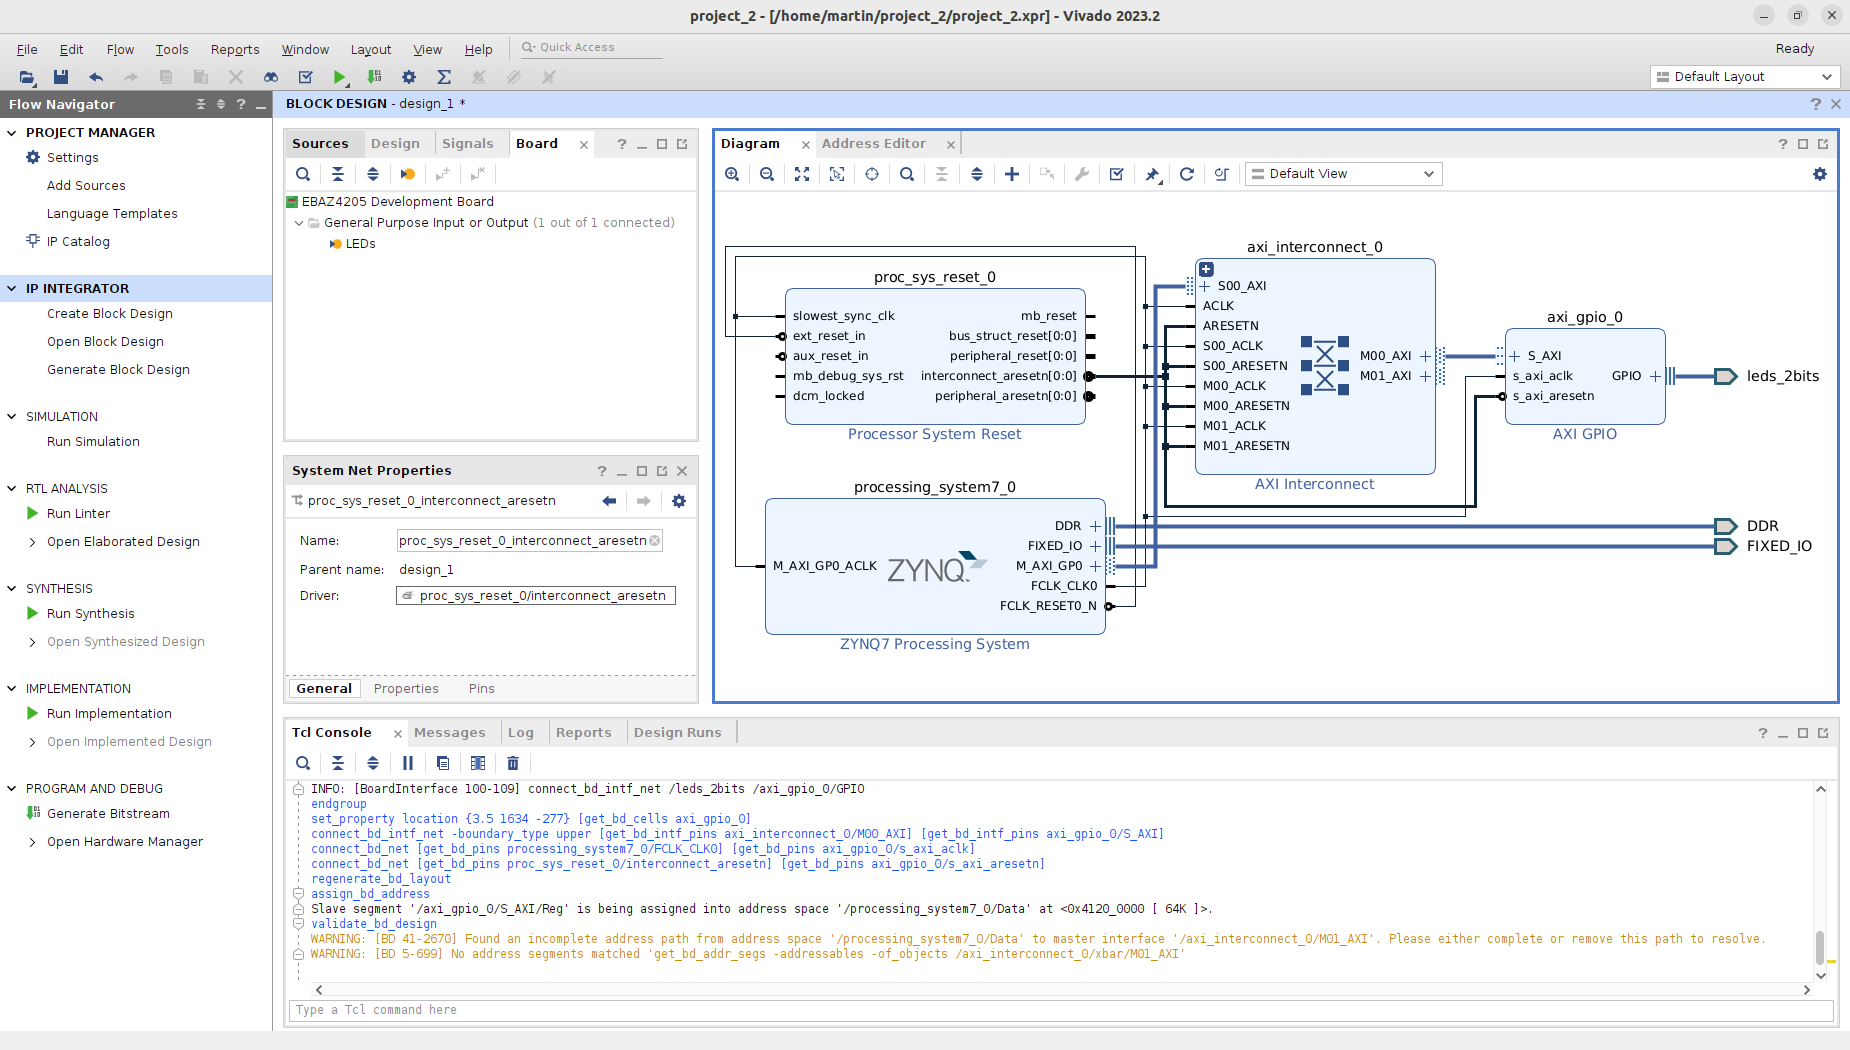 project_2 - [/home/martin/project_2/project_2.xpr] - Vivado 2023.2
File Edit Flow Tools Reports Window Layout View Help Quick Access
Ready
Default Layout
Flow Navigator
PROJECT MANAGER
Settings
Add Sources
Language Templates
IP Catalog
IP INTEGRATOR
Create Block Design
Open Block Design
Generate Block Design
SIMULATION
Run Simulation
RTL ANALYSIS
Run Linter
Open Elaborated Design
SYNTHESIS
Run Synthesis
Open Synthesized Design
IMPLEMENTATION
Run Implementation
Open Implemented Design
PROGRAM AND DEBUG
Generate Bitstream
Open Hardware Manager
BLOCK DESIGN - design_1 *
Sources Design Signals Board
EBAZ4205 Development Board
General Purpose Input or Output (1 out of 1 connected)
LEDs
System Net Properties
proc_sys_reset_0_interconnect_aresetn
Name: proc_sys_reset_0_interconnect_aresetn
Parent name: design_1
Driver: proc_sys_reset_0/interconnect_aresetn
General Properties Pins
Diagram Address Editor
Default View
proc_sys_reset_0
slowest_sync_clk
ext_reset_in
aux_reset_in
mb_debug_sys_rst
dcm_locked
mb_reset
bus_struct_reset[0:0]
peripheral_reset[0:0]
interconnect_aresetn[0:0]
peripheral_aresetn[0:0]
Processor System Reset
processing_system7_0
M_AXI_GP0_ACLK
ZYNQ
DDR
FIXED_IO
M_AXI_GP0
FCLK_CLK0
FCLK_RESET0_N
ZYNQ7 Processing System
axi_interconnect_0
S00_AXI
ACLK
ARESETN
S00_ACLK
S00_ARESETN
M00_ACLK
M00_ARESETN
M01_ACLK
M01_ARESETN
M00_AXI
M01_AXI
AXI Interconnect
axi_gpio_0
S_AXI
s_axi_aclk
s_axi_aresetn
GPIO
AXI GPIO
leds_2bits
DDR
FIXED_IO
Tcl Console Messages Log Reports Design Runs
INFO: [BoardInterface 100-109] connect_bd_intf_net /leds_2bits /axi_gpio_0/GPIO
endgroup
set_property location {3.5 1634 -277} [get_bd_cells axi_gpio_0]
connect_bd_intf_net -boundary_type upper [get_bd_intf_pins axi_interconnect_0/M00_AXI] [get_bd_intf_pins axi_gpio_0/S_AXI]
connect_bd_net [get_bd_pins processing_system7_0/FCLK_CLK0] [get_bd_pins axi_gpio_0/s_axi_aclk]
connect_bd_net [get_bd_pins proc_sys_reset_0/interconnect_aresetn] [get_bd_pins axi_gpio_0/s_axi_aresetn]
regenerate_bd_layout
assign_bd_address
Slave segment '/axi_gpio_0/S_AXI/Reg' is being assigned into address space '/processing_system7_0/Data' at <0x4120_0000 [ 64K ]>.
validate_bd_design
WARNING: [BD 41-2670] Found an incomplete address path from address space '/processing_system7_0/Data' to master interface '/axi_interconnect_0/M01_AXI'. Please either complete or remove this path to resolve.
WARNING: [BD 5-699] No address segments matched 'get_bd_addr_segs -addressables -of_objects /axi_interconnect_0/xbar/M01_AXI'
Type a Tcl command here